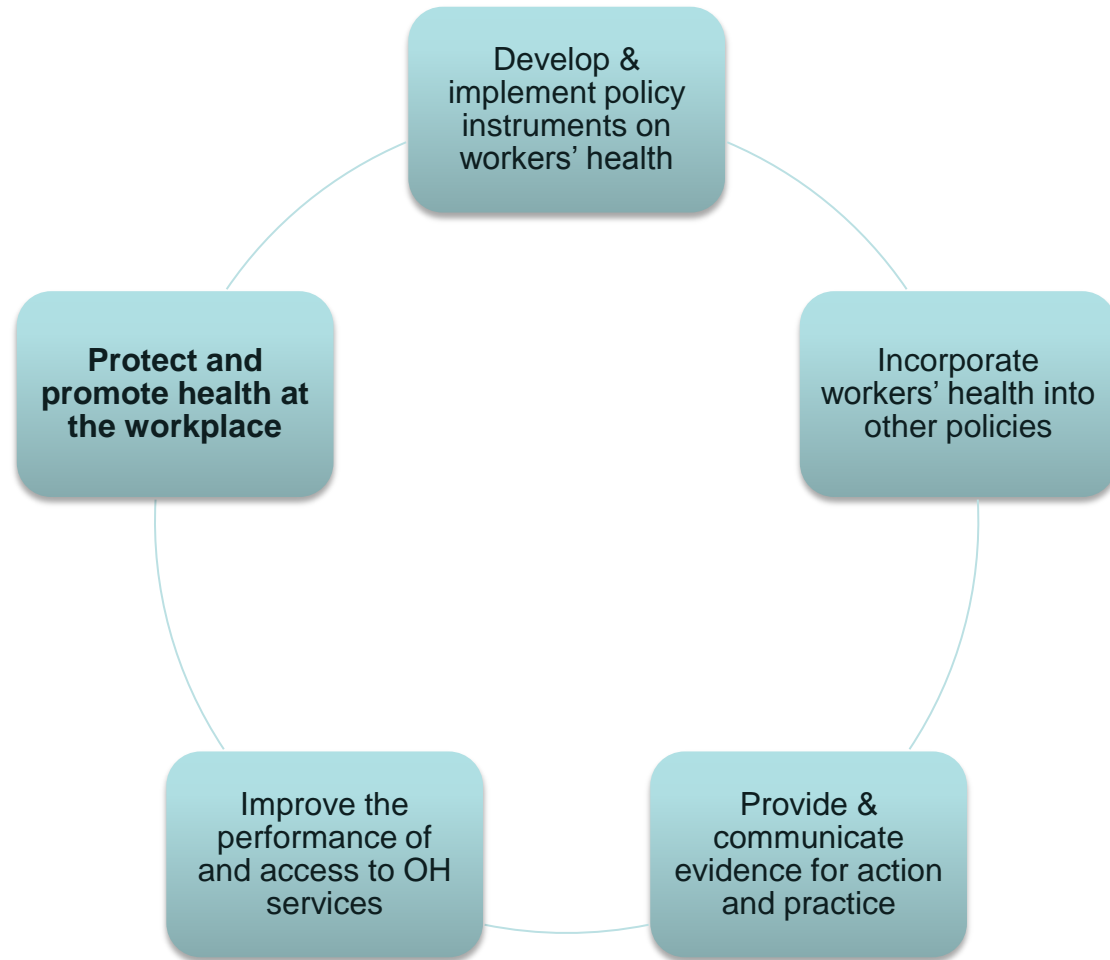 Develop &
implement policy
instruments on
workers’ health
Protect and
promote health at
the workplace
Incorporate
workers’ health into
other policies
Improve the
performance of
and access to OH
services
Provide &
communicate
evidence for action
and practice